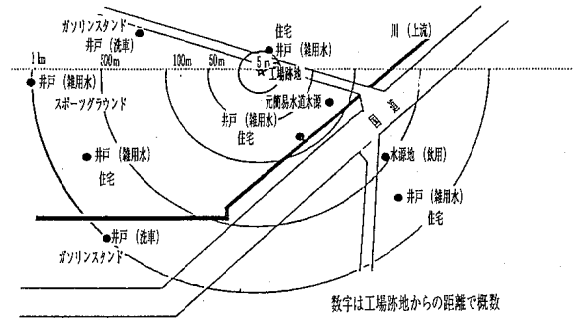 ガソリンスタンド
井戸（洗車）
住宅
井戸（雑用水）
川（上流）
1km
500m
100m
50m
5m
工場跡地
井戸（雑用水）
スポーツグラウンド
元簡易水道水源
井戸（雑用水）
住宅
国道
井戸（雑用水）
住宅
水源地（飲用）
井戸（雑用水）
住宅
井戸（洗車）
ガソリンスタンド
数字は工場跡地からの距離で概数